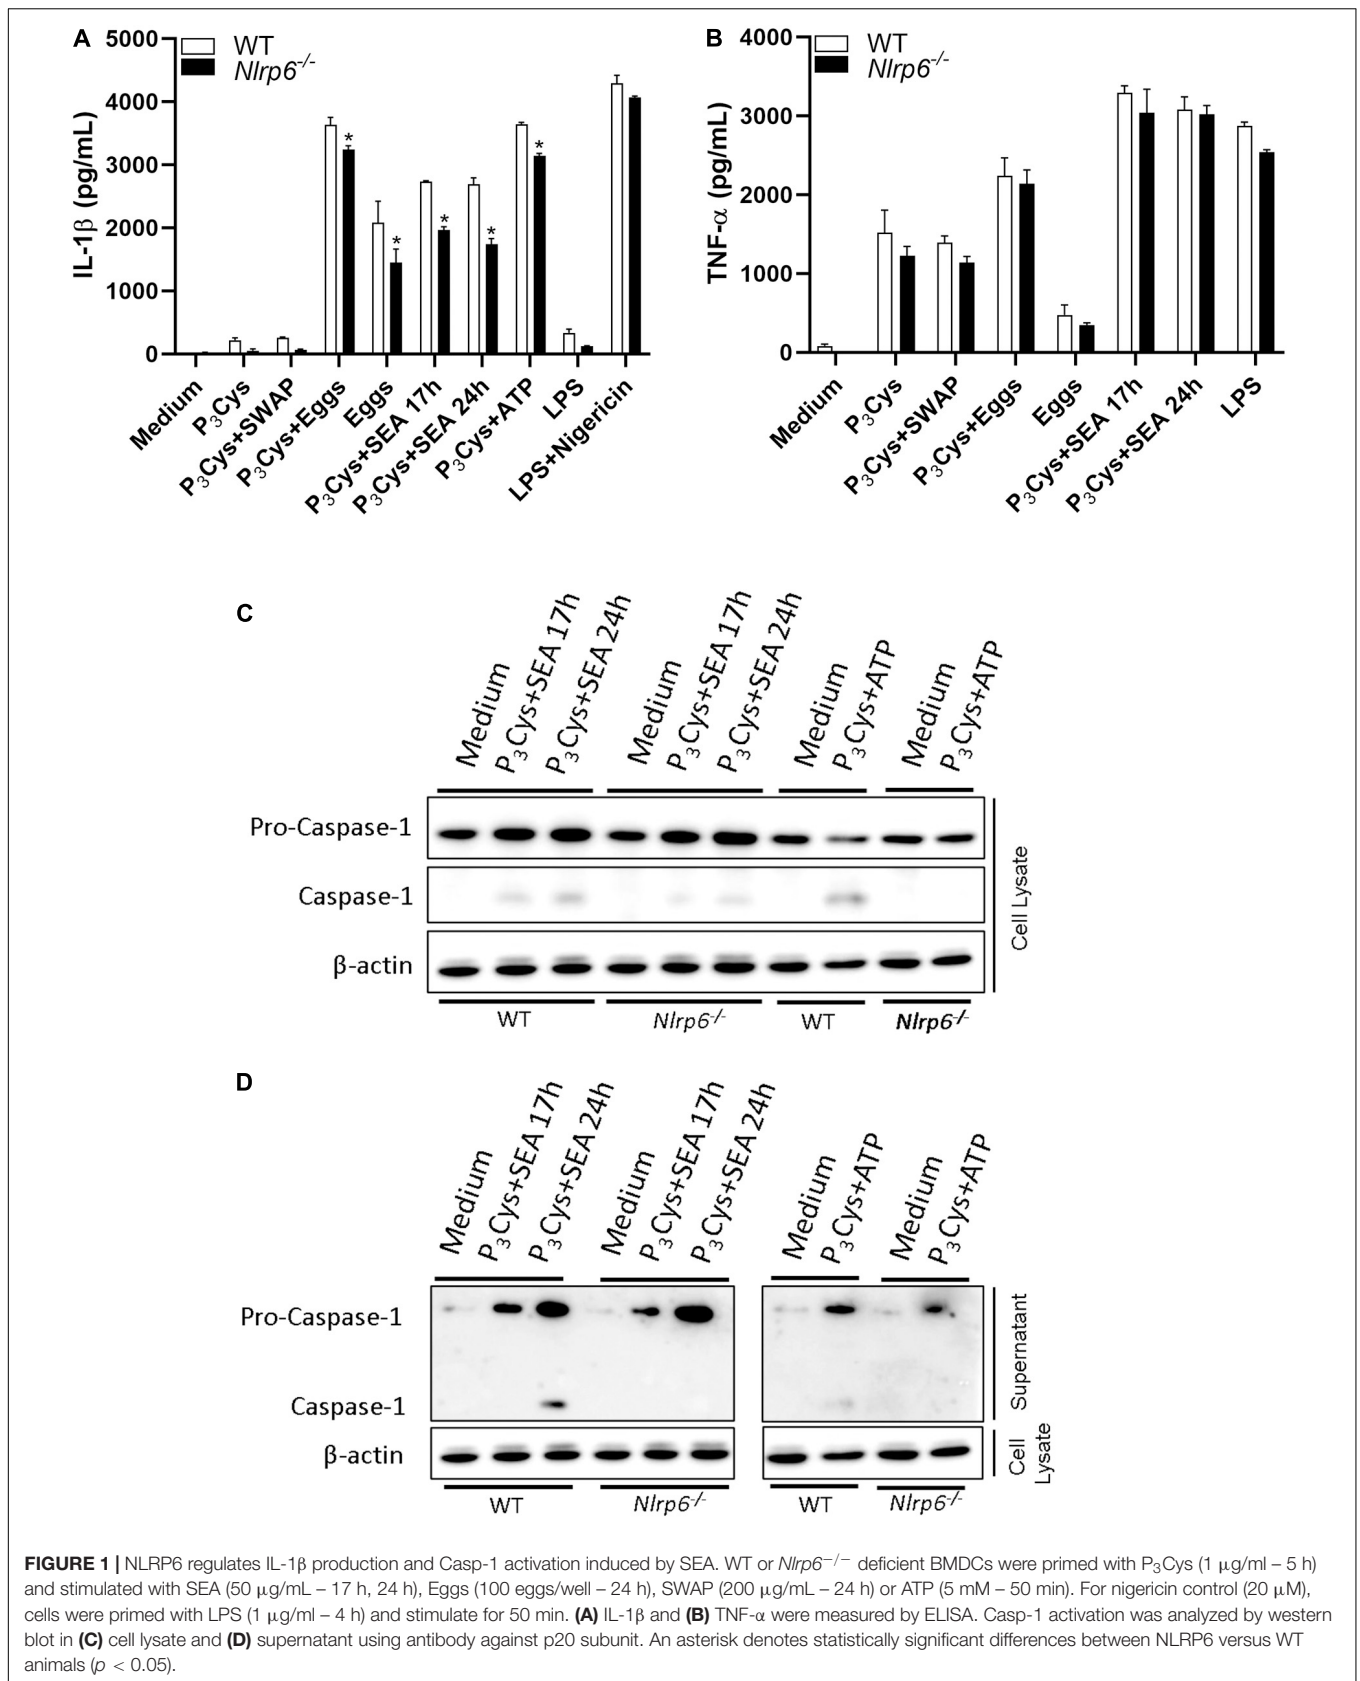 A
5000
4000
3000
2000
1000
0
IL-1β (pg/mL)
WT
Nlrp6-/-
*
*
*
*
*
Medium
P3Cys
P3Cys+SWAP
P3Cys+Eggs
Eggs
P3Cys+SEA 17h
P3Cys+SEA 24h
P3Cys+ATP
LPS
LPS+Nigericin
B
4000
3000
2000
1000
0
TNF-α (pg/mL)
WT
Nlrp6-/-
Medium
P3Cys
P3Cys+SWAP
P3Cys+Eggs
Eggs
P3Cys+SEA 17h
P3Cys+SEA 24h
LPS
C
Medium
P3Cys+SEA 17h
P3Cys+SEA 24h
Medium
P3Cys+SEA 17h
P3Cys+SEA 24h
Medium
P3Cys+ATP
Medium
P3Cys+ATP
Pro-Caspase-1
Caspase-1
β-actin
Cell Lysate
WT
Nlrp6-/-
WT
Nlrp6-/-
D
Medium
P3Cys+SEA 17h
P3Cys+SEA 24h
Medium
P3Cys+SEA 17h
P3Cys+SEA 24h
Medium
P3Cys+ATP
Medium
P3Cys+ATP
Pro-Caspase-1
Caspase-1
β-actin
Supernatant
Cell
Lysate
WT
Nlrp6-/-
WT
Nlrp6-/-
FIGURE 1 | NLRP6 regulates IL-1β production and Casp-1 activation induced by SEA. WT or Nlrp6−/− deficient BMDCs were primed with P3Cys (1 μg/ml – 5 h)
and stimulated with SEA (50 μg/mL – 17 h, 24 h), Eggs (100 eggs/well – 24 h), SWAP (200 μg/mL – 24 h) or ATP (5 mM – 50 min). For nigericin control (20 μM),
cells were primed with LPS (1 μg/ml – 4 h) and stimulate for 50 min. (A) IL-1β and (B) TNF-α were measured by ELISA. Casp-1 activation was analyzed by western
blot in (C) cell lysate and (D) supernatant using antibody against p20 subunit. An asterisk denotes statistically significant differences between NLRP6 versus WT
animals (p < 0.05).